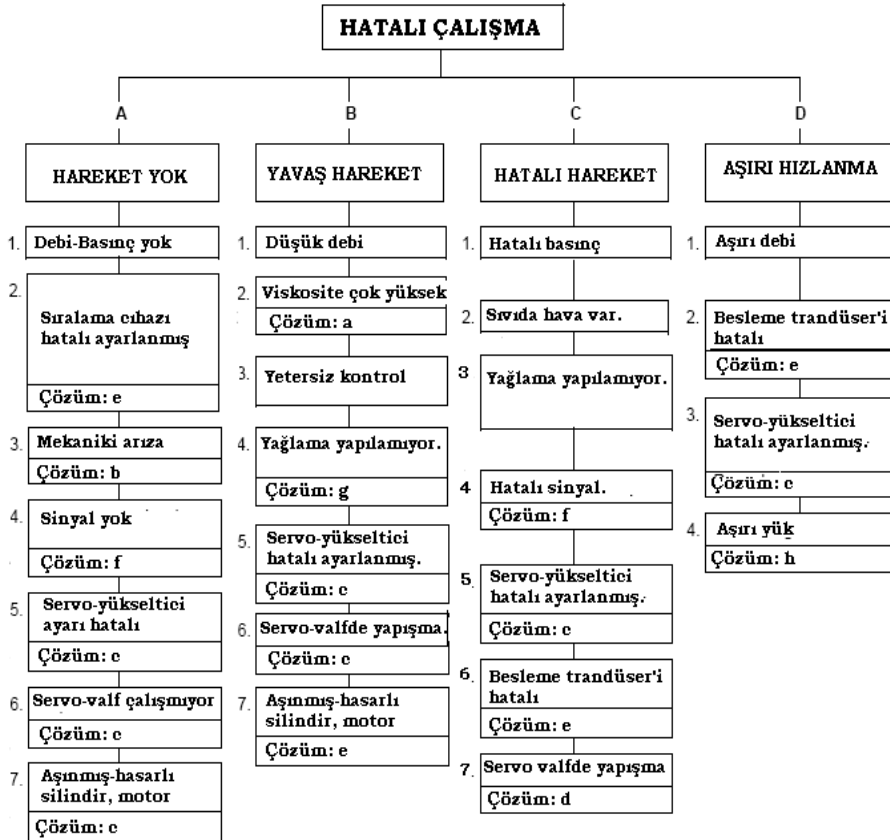 HATALI ÇALIŞMA
A
HAREKET YOK
1. Debi-Basınç yok
2. Sıralama cihazı
hatalı ayarlanmış
Çözüm: e
3. Mekaniki arıza
Çözüm: b
4. Sinyal yok
Çözüm: f
5. Servo-yükseltici
ayarı hatalı
Çözüm: c
6. Servo-valf çalışmıyor
Çözüm: c
7. Aşınmış-hasarlı
silindir, motor
Çözüm: c
B
YAVAŞ HAREKET
1. Düşük debi
2. Viskosite çok yüksek
Çözüm: a
3. Yetersiz kontrol
4. Yağlama yapılamıyor.
Çözüm: g
5. Servo-yükseltici
hatalı ayarlanmış.
Çözüm: c
6. Servo-valfde yapışma.
Çözüm: c
7. Aşınmış-hasarlı
silindir, motor
Çözüm: e
C
HATALI HAREKET
1. Hatalı basınç
2. Sıvıda hava var.
3 Yağlama yapılamıyor.
4 Hatalı sinyal.
Çözüm: f
5 Servo-yükseltici
hatalı ayarlanmış.
Çözüm: c
6. Besleme trandüser'i
hatalı
Çözüm: e
7. Servo valfde yapışma
Çözüm: d
D
AŞIRI HIZLANMA
1. Aşırı debi
2. Besleme trandüser'i
hatalı
Çözüm: e
3. Servo-yükseltici
hatalı ayarlanmış.
Çözüm: c
4. Aşırı yük
Çözüm: h